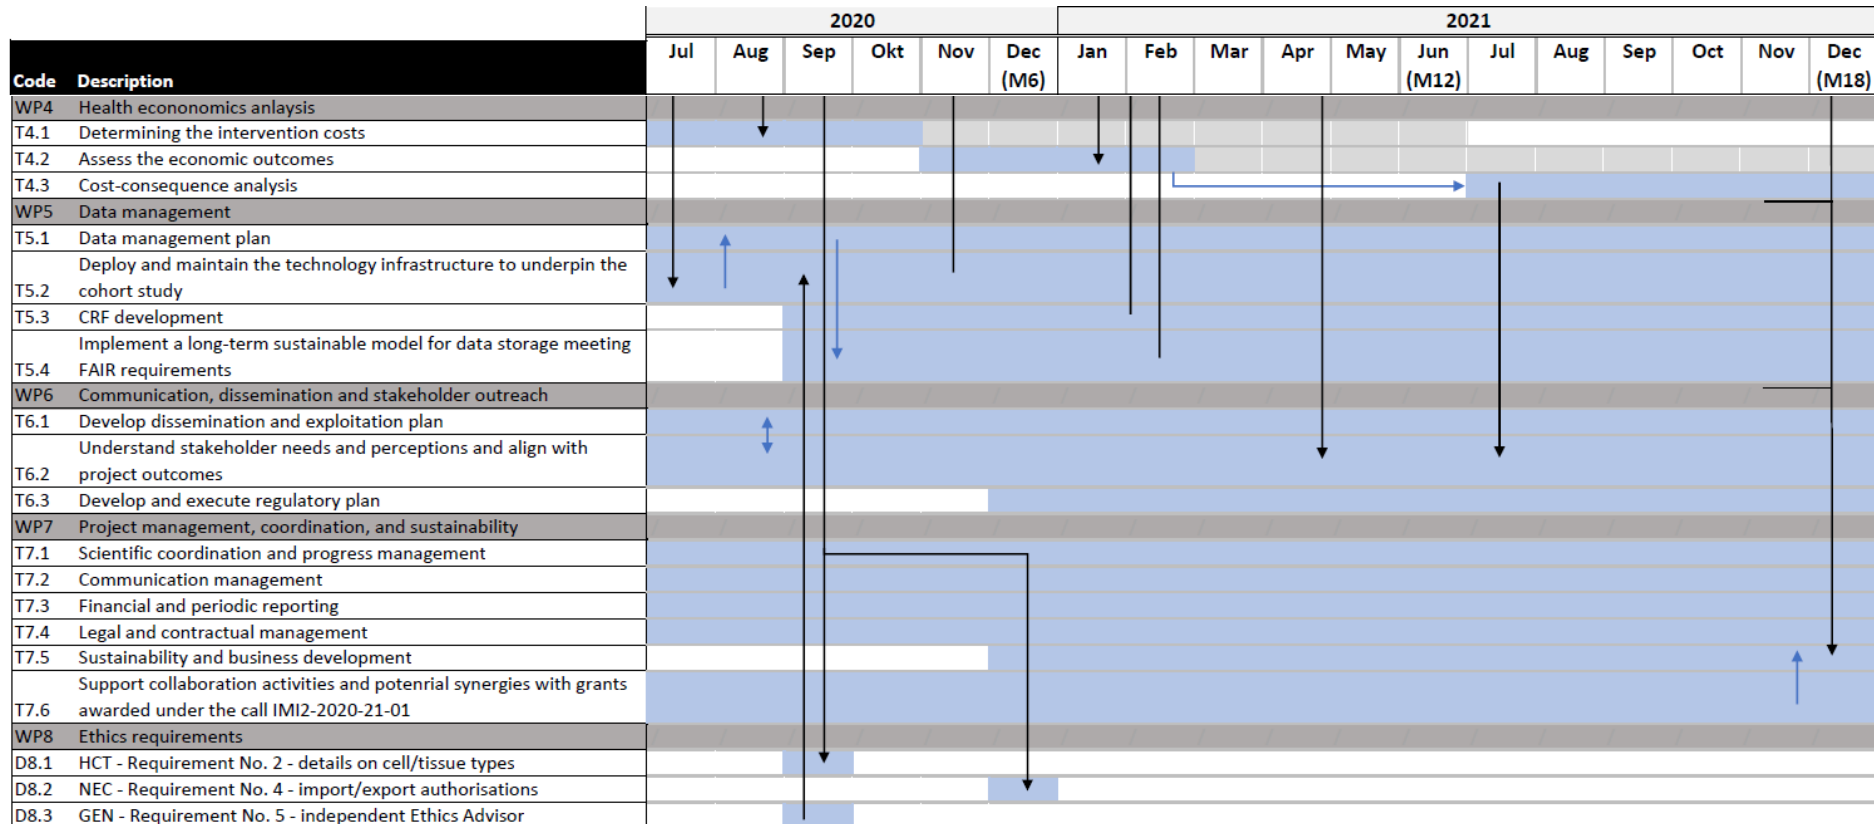 2020 2021
Jul Aug Sep Okt Nov Dec Jan Feb Mar Apr May Jun Jul Aug Sep Oct Nov Dec
Code Description (M6) (M12) (M18)
WP4 Health econonomics anlaysis
T4.1 Determining the intervention costs
T4.2 Assess the economic outcomes
T4.3 Cost-consequence analysis
WP5 Data management
T5.1 Data management plan
Deploy and maintain the technology infrastructure to underpin the
T5.2 cohort study
T5.3 CRF development
Implement a long-term sustainable model for data storage meeting
T5.4 FAIR requirements
WP6 Communication, dissemination and stakeholder outreach
T6.1 Develop dissemination and exploitation plan
Understand stakeholder needs and perceptions and align with
T6.2 project outcomes
T6.3 Develop and execute regulatory plan
WP7 Project management, coordination, and sustainability
T7.1 Scientific coordination and progress management
T7.2 Communication management
T7.3 Financial and periodic reporting
T7.4 Legal and contractual management
T7.5 Sustainability and business development
Support collaboration activities and potenrial synergies with grants
T7.6 awarded under the call IMI2-2020-21-01
WP8 Ethics requirements
D8.1 HCT - Requirement No. 2 - details on cell/tissue types
D8.2 NEC - Requirement No. 4 - import/export authorisations
D8.3 GEN - Requirement No. 5 - independent Ethics Advisor